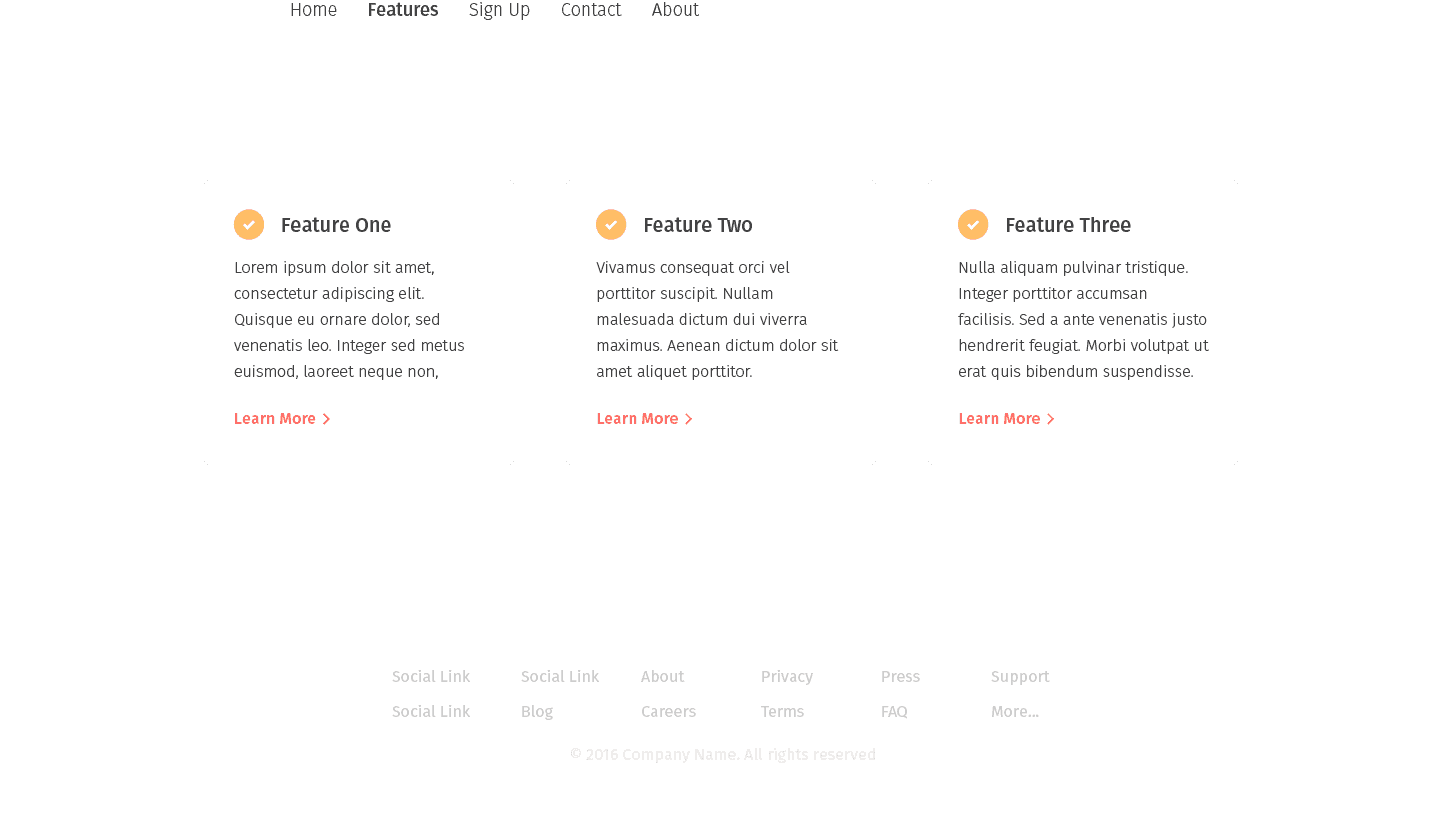 Home Features Sign Up Contact About
Feature One
Lorem ipsum dolor sit amet,
consectetur adipiscing elit.
Quisque eu ornare dolor, sed
venenatis leo. Integer sed metus
euismod, laoreet neque non,
Learn More
Feature Two
Vivamus consequat orci vel
porttitor suscipit. Nullam
malesuada dictum dui viverra
maximus. Aenean dictum dolor sit
amet aliquet porttitor.
Learn More
Feature Three
Nulla aliquam pulvinar tristique.
Integer porttitor accumsan
facilisis. Sed a ante venenatis justo
hendrerit feugiat. Morbi volutpat ut
erat quis bibendum suspendisse.
Learn More
Social Link Social Link About Privacy Press Support
Social Link Blog Careers Terms FAQ More...
© 2016 Company Name. All rights reserved